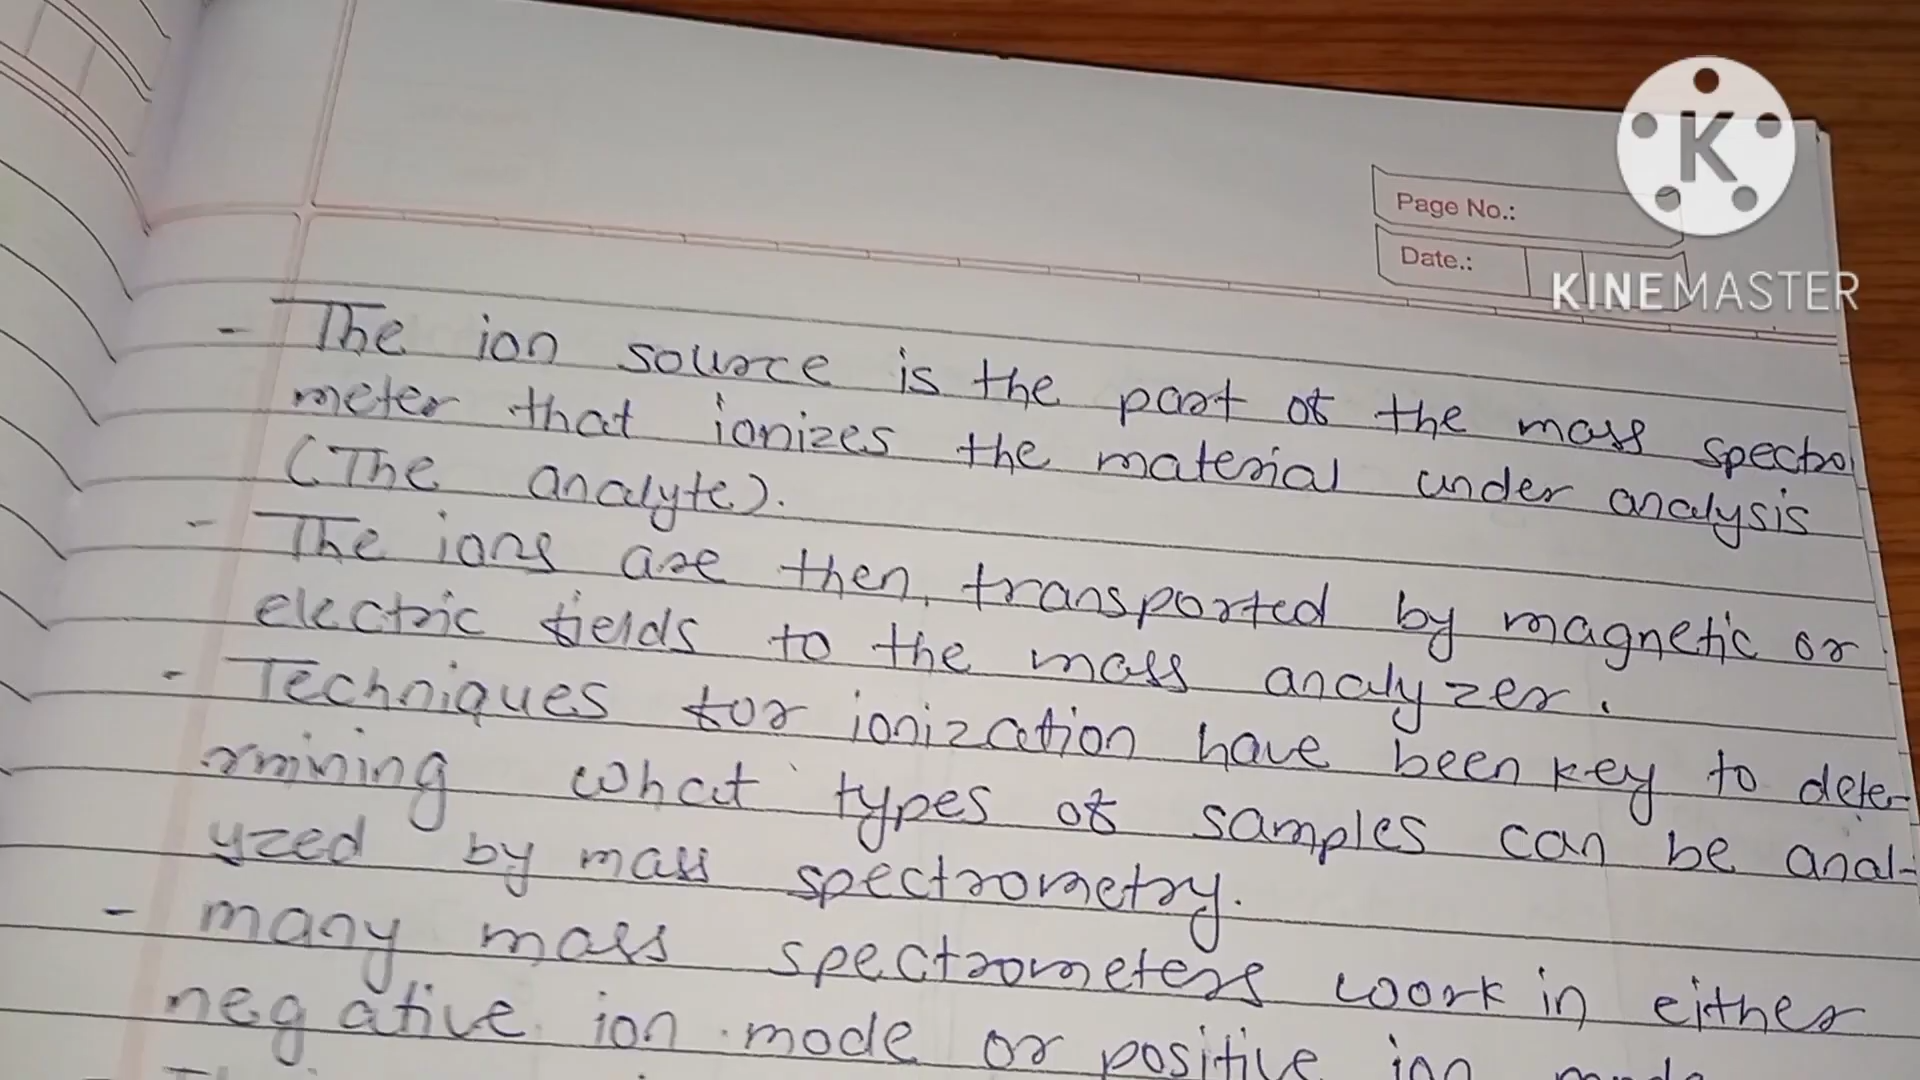 Page No.:
Date.:
KINEMASTER
- The ion source is the part of the mass spectro
meter that ionizes the material under analysis
(The analyte).
- The ions are then transported by magnetic or
electric fields to the mass analyzer.
- Techniques for ionization have been key to dete-
rmining what types of samples can be anal-
yzed by mass spectrometry.
- many mass spectrometers work in either
negative ion mode or positive ion mode